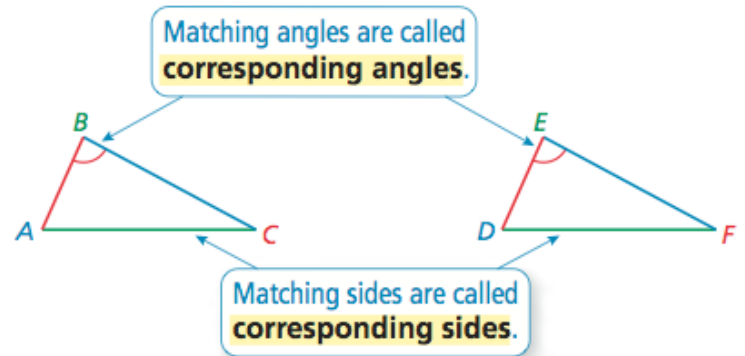 Matching angles are called
corresponding angles.
B
E
A
C
D
F
Matching sides are called
corresponding sides.